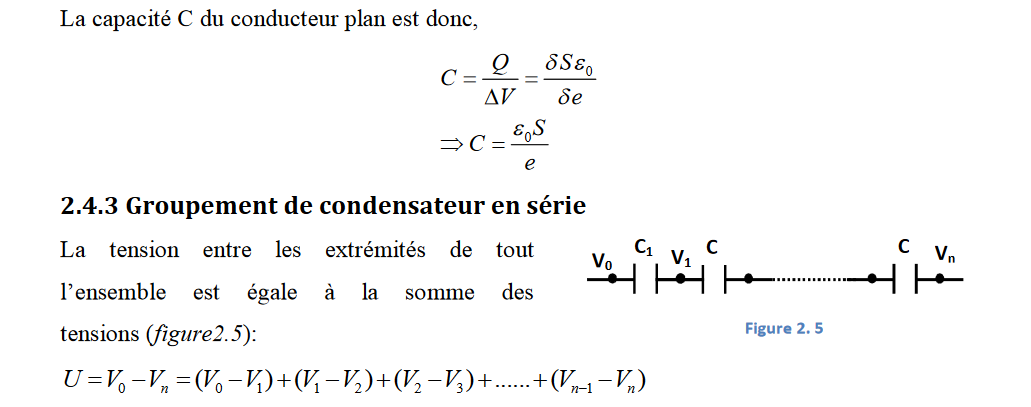 La capacité C du conducteur plan est donc,
C = Q/ΔV = δSε₀/δe
⇒ C = ε₀S/e
2.4.3 Groupement de condensateur en série
La tension entre les extrémités de tout
l’ensemble est égale à la somme des
tensions (figure2.5):
V₀ C₁ V₁ C C Vₙ
Figure 2. 5
U = V₀ − Vₙ = (V₀ − V₁) + (V₁ − V₂) + (V₂ − V₃) + ...... + (Vₙ₋₁ − Vₙ)